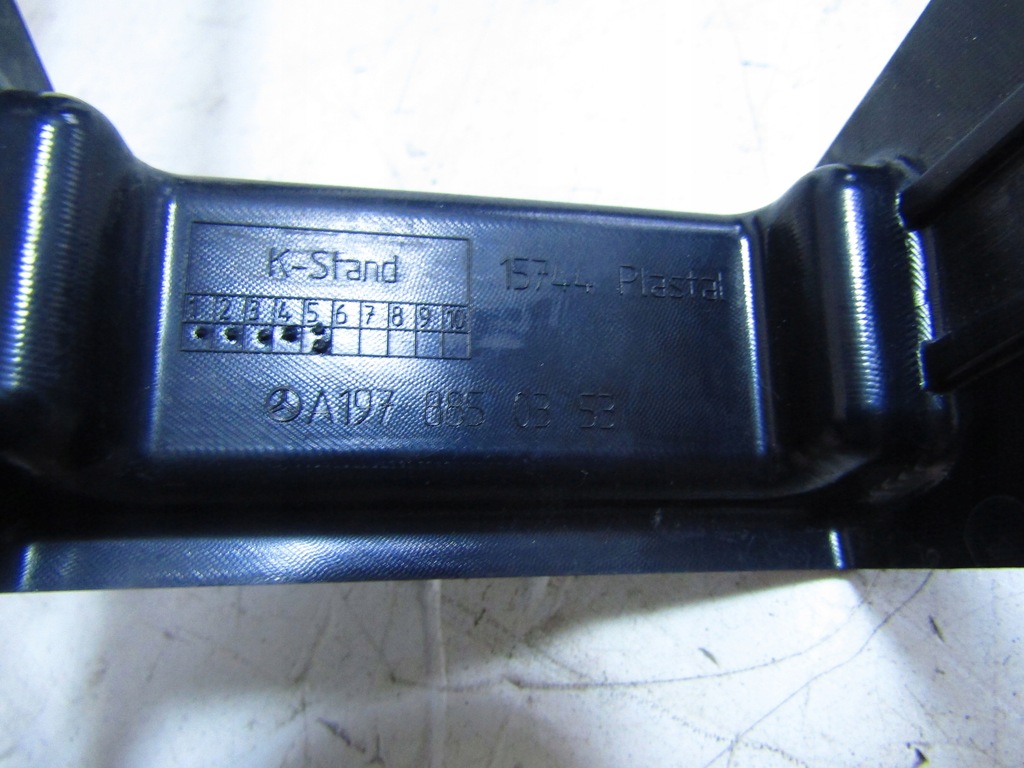 K-Stand
15744 Plastal
1 2 3 4 5 6 7 8 9 10
A197 885 03 53